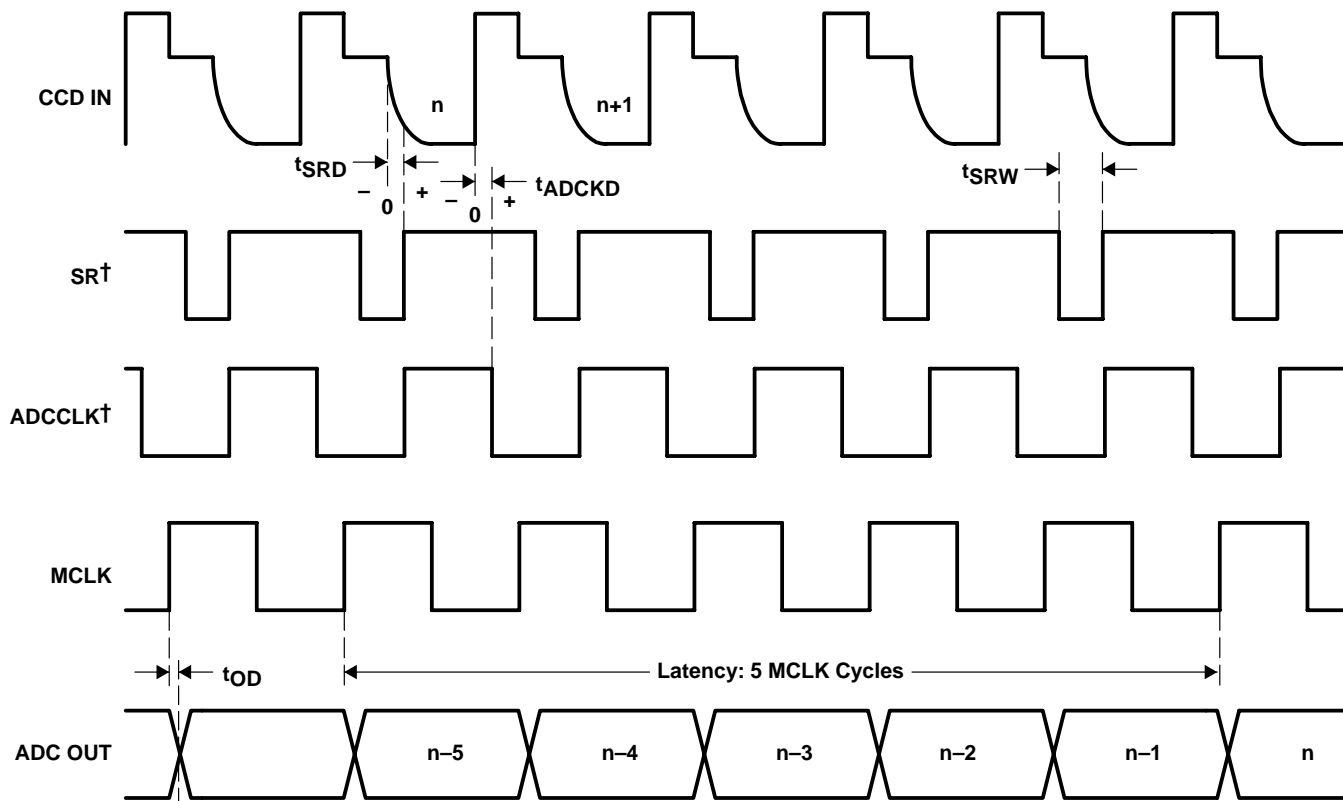 CCD IN
n
n+1
tSRD
– 0 +
– 0 +
tADCKD
tSRW
SR†
ADCCLK†
MCLK
tOD
Latency: 5 MCLK Cycles
ADC OUT
n–5
n–4
n–3
n–2
n–1
n